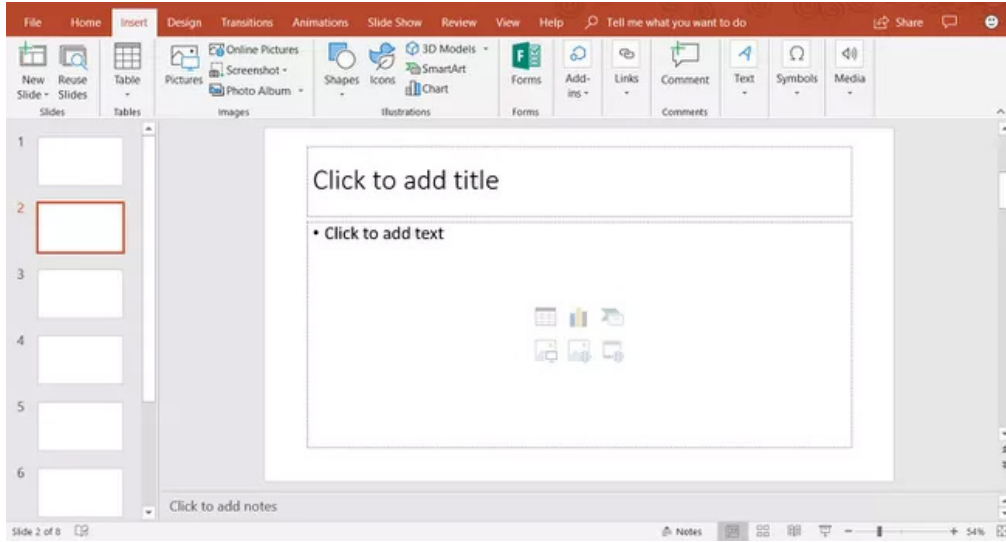 File Home Insert Design Transitions Animations Slide Show Review View Help Tell me what you want to do Share
New Slide Reuse Slides Table Pictures Online Pictures Screenshot Photo Album Shapes Icons 3D Models SmartArt Chart Forms Add-ins Links Comment Text Symbols Media
Slides Tables Images Illustrations Forms Comments
1
Click to add title
2
• Click to add text
3
4
5
6
Click to add notes
Slide 2 of 8 Notes 54%